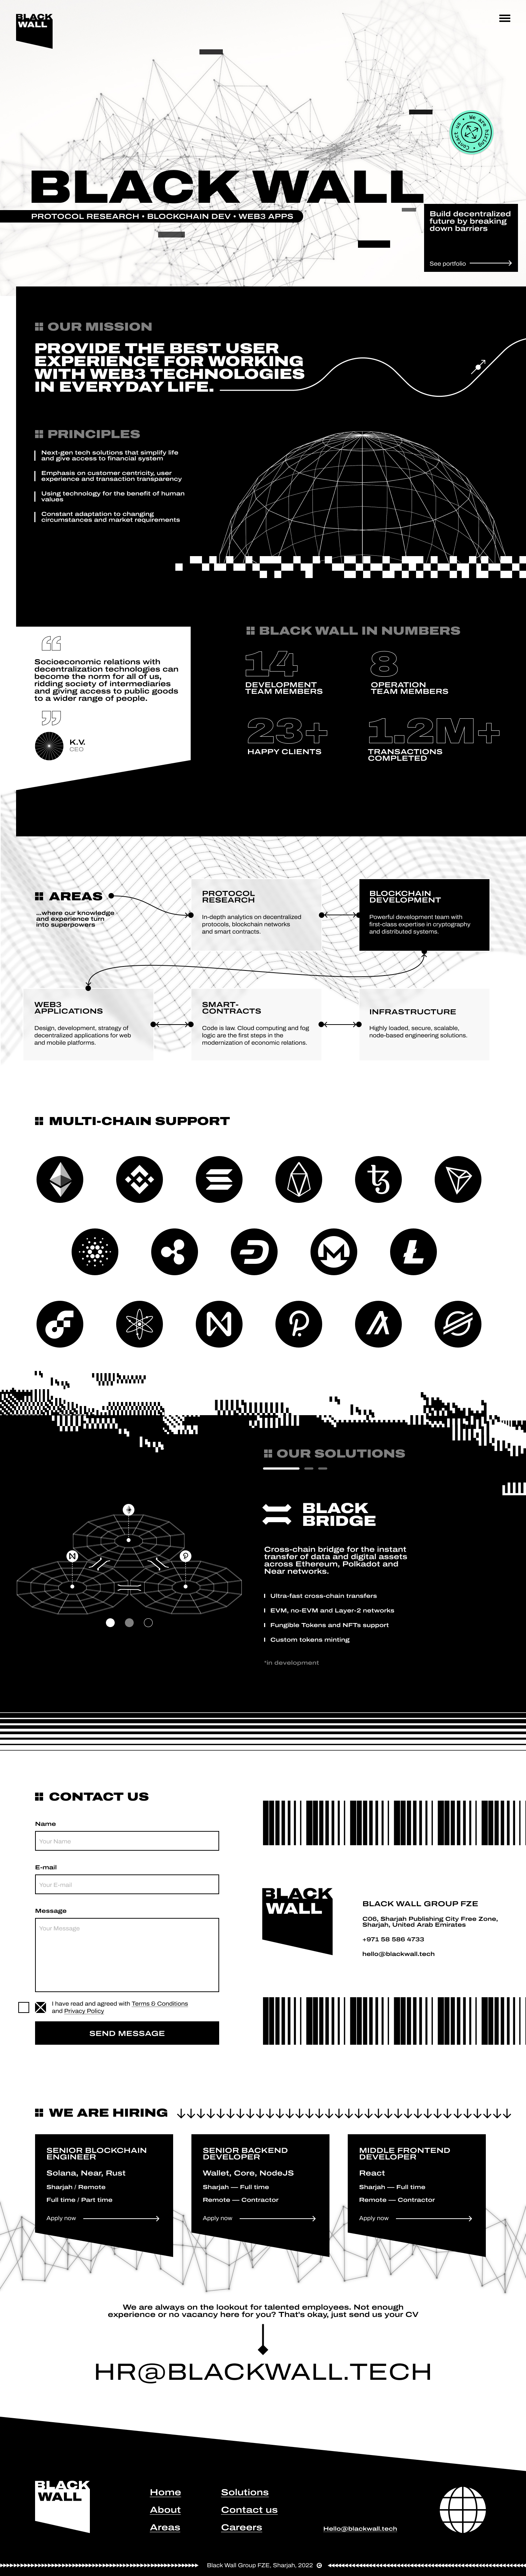 BLACK
WALL
We are hiring • Contact us •
BLACK WALL
PROTOCOL RESEARCH • BLOCKCHAIN DEV • WEB3 APPS
Build decentralized
future by breaking
down barriers
See portfolio
OUR MISSION
PROVIDE THE BEST USER
EXPERIENCE FOR WORKING
WITH WEB3 TECHNOLOGIES
IN EVERYDAY LIFE
PRINCIPLES
Next-gen tech solutions that simplify life
and give access to financial system
Emphasis on customer centricity, user
experience and transaction transparency
Using technology for the benefit of human
values
Constant adaptation to changing
circumstances and market requirements
Socioeconomic relations with
decentralization technologies can
become the norm for all of us,
ridding society of intermediaries
and giving access to public goods
to a wider range of people.
K.V.
CEO
BLACK WALL IN NUMBERS
14
DEVELOPMENT
TEAM MEMBERS
8
OPERATION
TEAM MEMBERS
23+
HAPPY CLIENTS
1.2M+
TRANSACTIONS
COMPLETED
AREAS
...where our knowledge
and experience turn
into superpowers
PROTOCOL
RESEARCH
In-depth analytics on decentralized
protocols, blockchain networks
and smart contracts.
BLOCKCHAIN
DEVELOPMENT
Powerful development team with
first-class expertise in cryptography
and distributed systems.
WEB3
APPLICATIONS
Design, development, strategy of
decentralized applications for web
and mobile platforms.
SMART-
CONTRACTS
Code is law. Cloud computing and fog
logic are the first steps in the
modernization of economic relations.
INFRASTRUCTURE
Highly loaded, secure, scalable,
node-based engineering solutions.
MULTI-CHAIN SUPPORT
OUR SOLUTIONS
BLACK
BRIDGE
Cross-chain bridge for the instant
transfer of data and digital assets
across Ethereum, Polkadot and
Near networks.
Ultra-fast cross-chain transfers
EVM, no-EVM and Layer-2 networks
Fungible Tokens and NFTs support
Custom tokens minting
*in development
CONTACT US
Name
Your Name
E-mail
Your E-mail
Message
Your Message
I have read and agreed with Terms & Conditions
and Privacy Policy
SEND MESSAGE
BLACK
WALL
BLACK WALL GROUP FZE
C06, Sharjah Publishing City Free Zone,
Sharjah, United Arab Emirates
+971 58 586 4733
hello@blackwall.tech
WE ARE HIRING
SENIOR BLOCKCHAIN
ENGINEER
Solana, Near, Rust
Sharjah / Remote
Full time / Part time
Apply now
SENIOR BACKEND
DEVELOPER
Wallet, Core, NodeJS
Sharjah — Full time
Remote — Contractor
Apply now
MIDDLE FRONTEND
DEVELOPER
React
Sharjah — Full time
Remote — Contractor
Apply now
We are always on the lookout for talented employees. Not enough
experience or no vacancy here for you? That's okay, just send us your CV
HR@BLACKWALL.TECH
BLACK
WALL
Home
About
Areas
Solutions
Contact us
Careers
Hello@blackwall.tech
Black Wall Group FZE, Sharjah, 2022